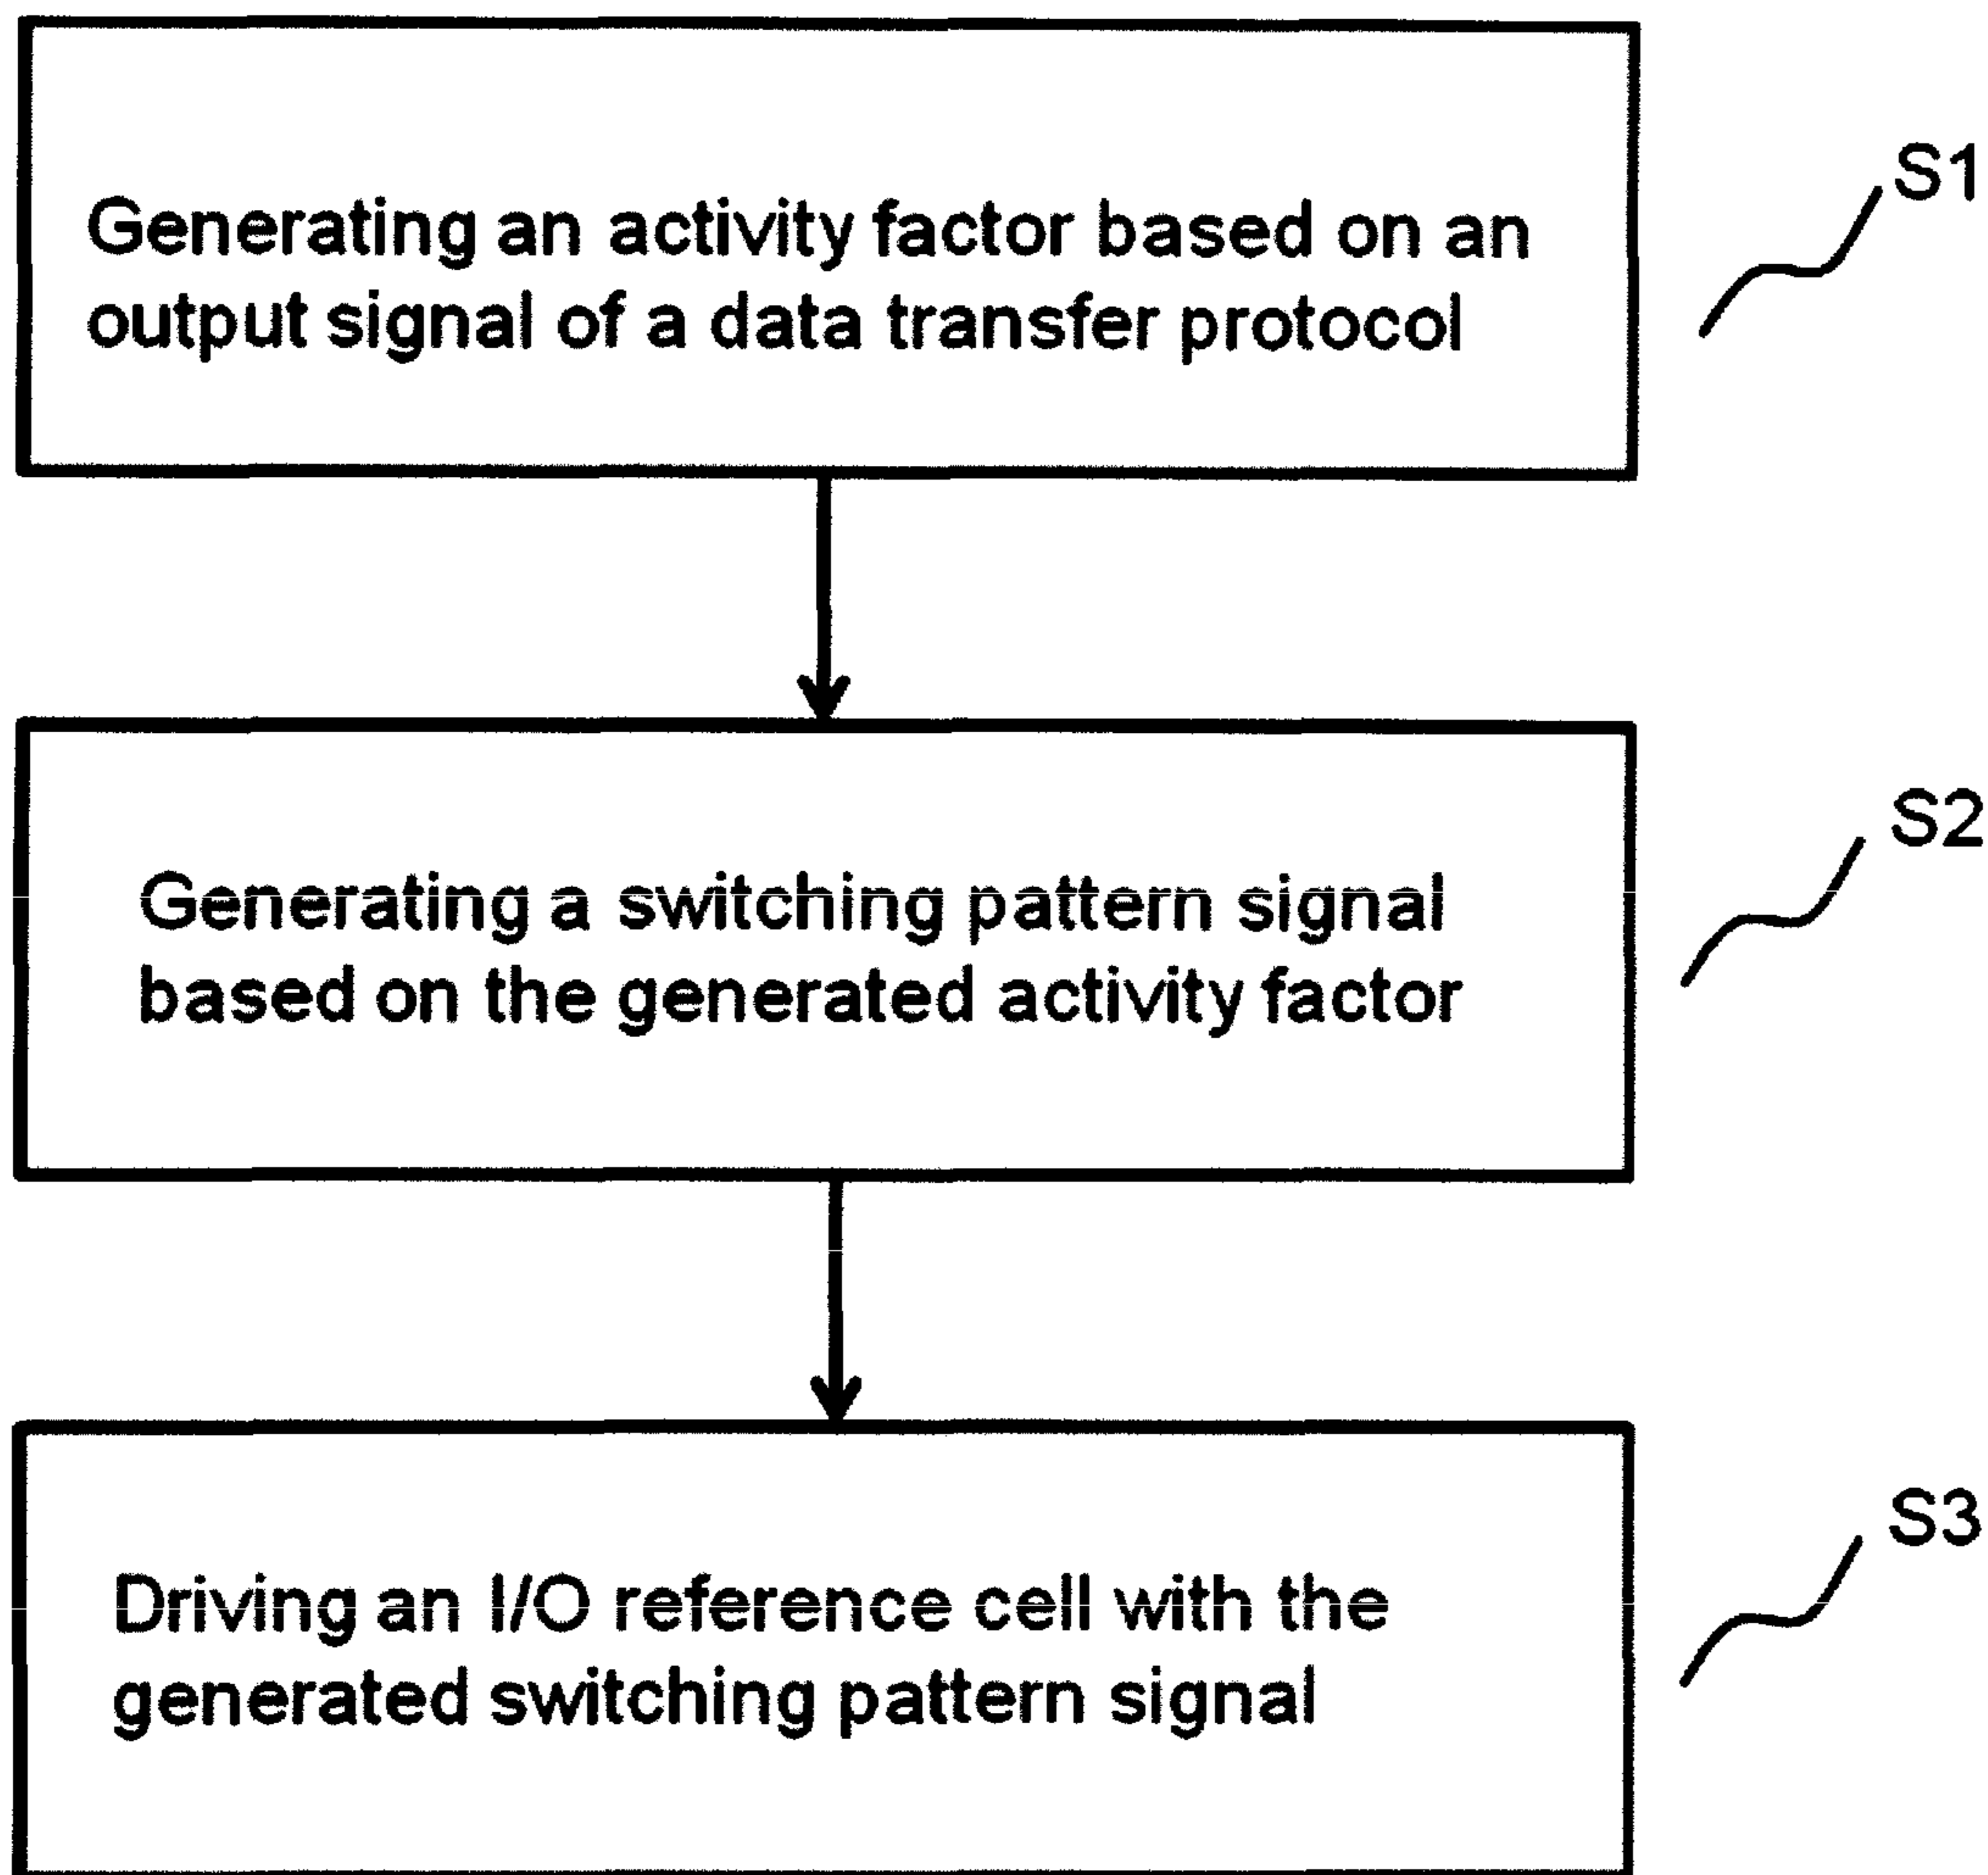 Generating an activity factor based on an
output signal of a data transfer protocol
S1
Generating a switching pattern signal
based on the generated activity factor
S2
Driving an I/O reference cell with the
generated switching pattern signal
S3